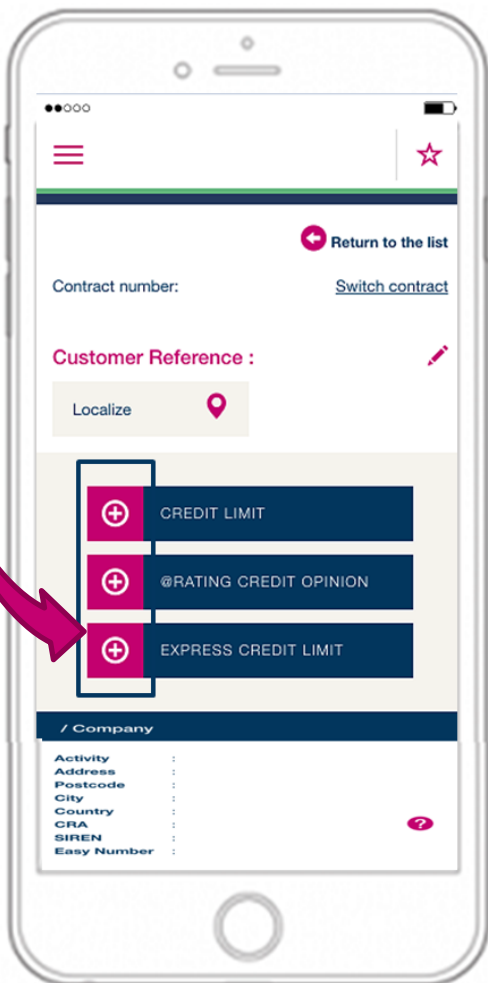 Return to the list
Contract number: Switch contract
Customer Reference :
Localize
CREDIT LIMIT
@RATING CREDIT OPINION
EXPRESS CREDIT LIMIT
/ Company
Activity :
Address :
Postcode :
City :
Country :
CRA :
SIREN :
Easy Number :
?